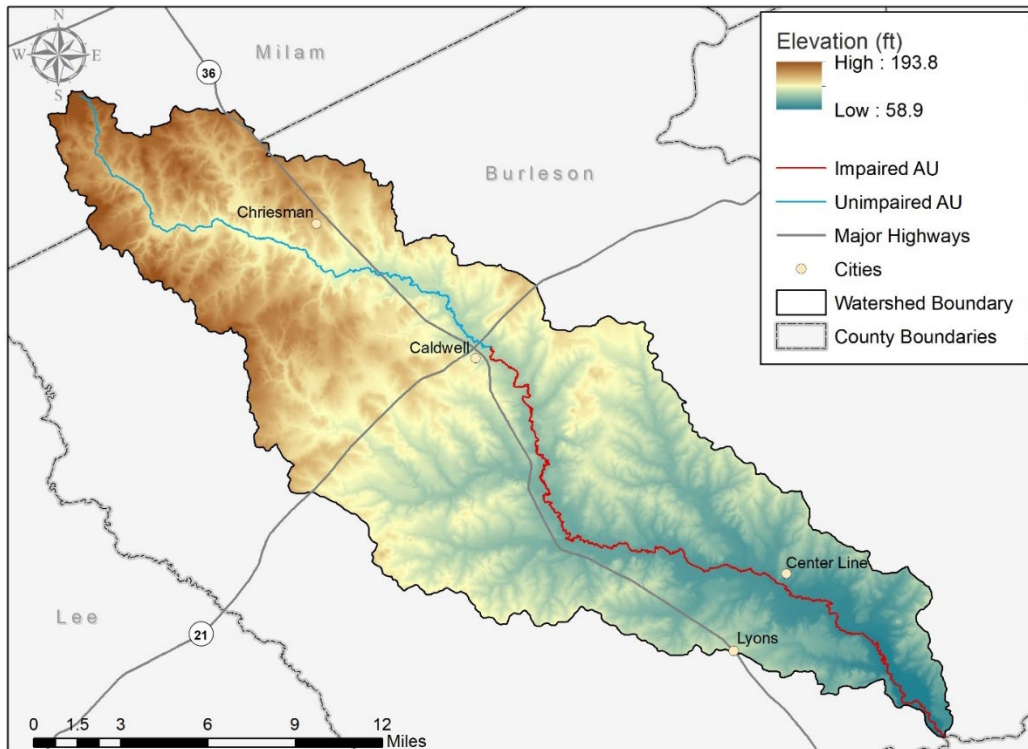 N
W E
S
Milam
36
Burleson
Chriesman
Caldwell
Center Line
Lyons
Lee
21
0 1.5 3 6 9 12
Miles
Elevation (ft)
High : 193.8
Low : 58.9
Impaired AU
Unimpaired AU
Major Highways
Cities
Watershed Boundary
County Boundaries